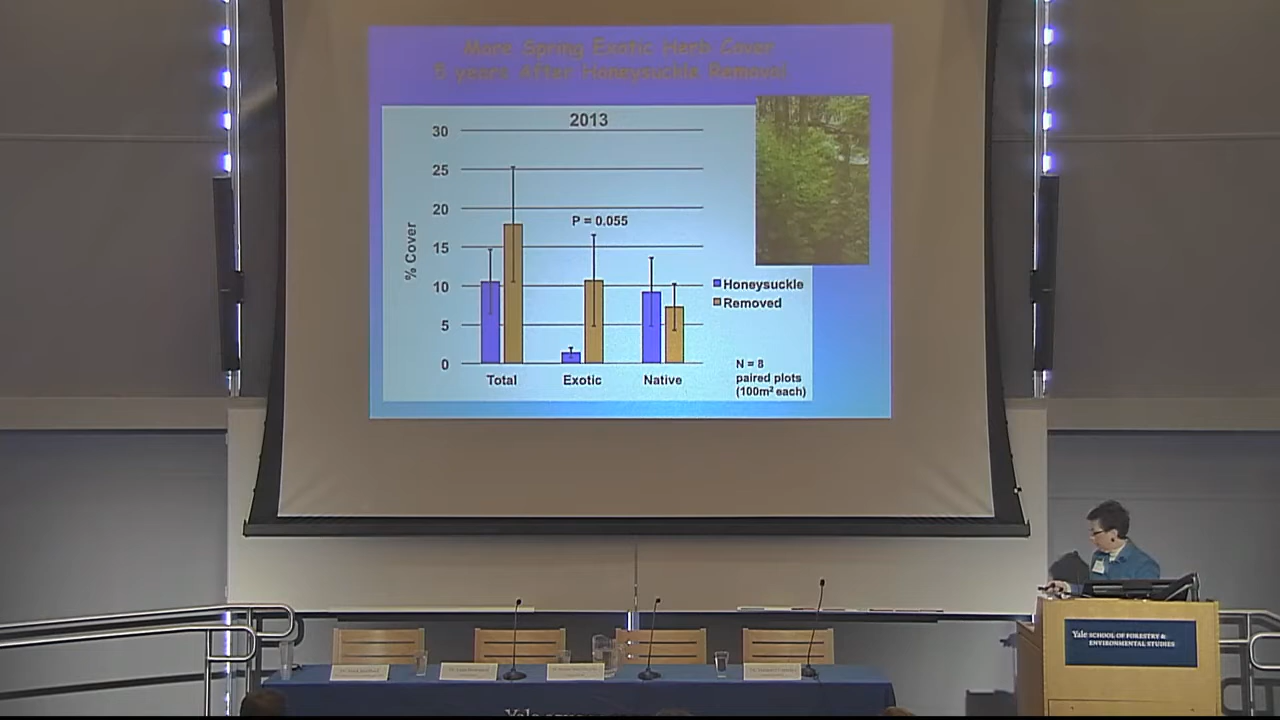 More Spring Exotic Herb Cover
5 years After Honeysuckle Removal
2013
30
25
20
15
10
5
0
% Cover
P = 0.055
Total
Exotic
Native
Honeysuckle
Removed
N = 8
paired plots
(100m² each)
Yale SCHOOL OF FORESTRY &
ENVIRONMENTAL STUDIES
Yale